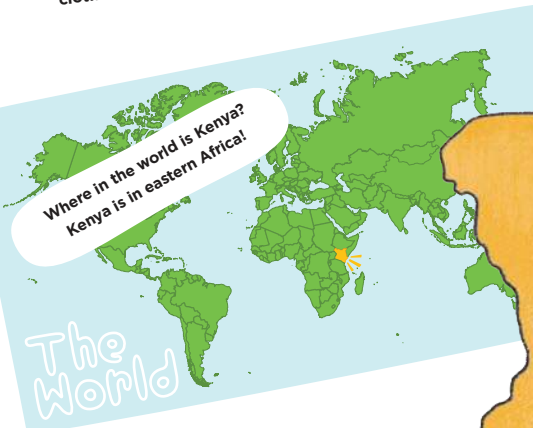 Where in the world is Kenya?
Kenya is in eastern Africa!
The
World